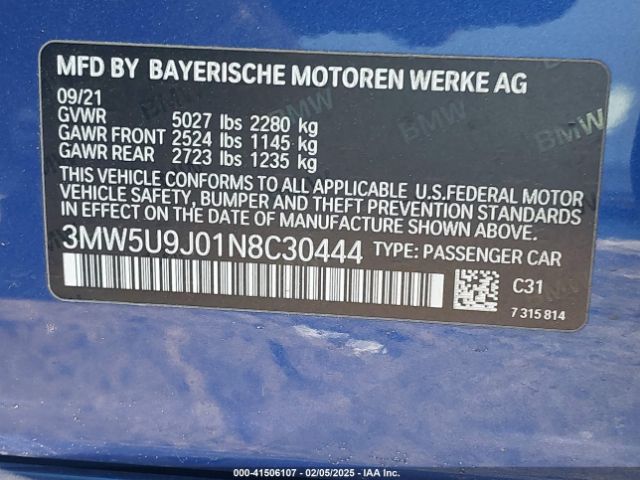 MFD BY BAYERISCHE MOTOREN WERKE AG
09/21
GVWR 5027 lbs 2280 kg
GAWR FRONT 2524 lbs 1145 kg
GAWR REAR 2723 lbs 1235 kg
THIS VEHICLE CONFORMS TO ALL APPLICABLE U.S.FEDERAL MOTOR
VEHICLE SAFETY, BUMPER AND THEFT PREVENTION STANDARDS
IN EFFECT ON THE DATE OF MANUFACTURE SHOWN ABOVE.
3MW5U9J01N8C30444 TYPE: PASSENGER CAR
C31
7 315 814
BMW
BMW
000-41506107 - 02/05/2025 - IAA Inc.